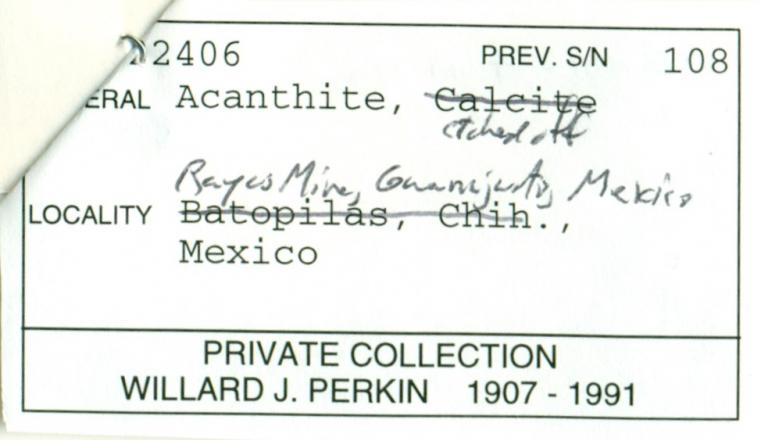 2406 PREV. S/N 108
ERAL Acanthite, Calcite
etched off
Rayas Mine, Guanajuato, Mexico
LOCALITY Batopilas, Chih.,
Mexico
PRIVATE COLLECTION
WILLARD J. PERKIN 1907 - 1991